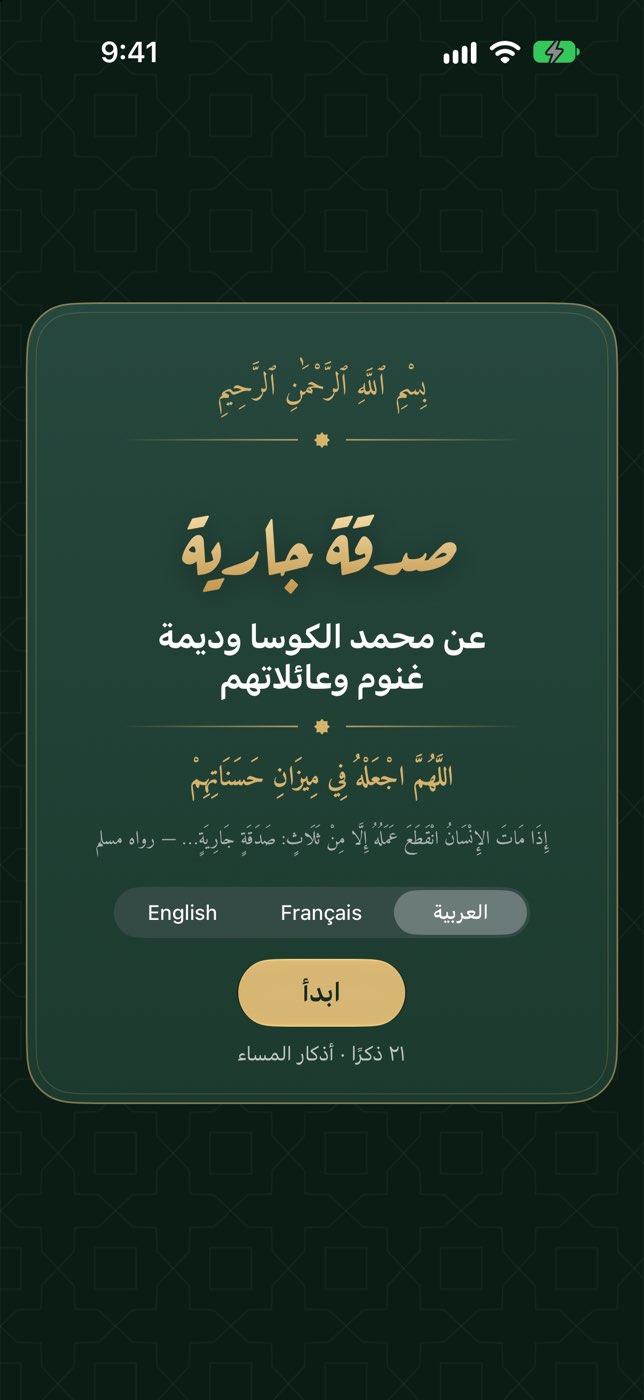 9:41
بِسْمِ ٱللَّهِ ٱلرَّحْمَٰنِ ٱلرَّحِيمِ
صدقة جارية
عن محمد الكوسا وديمة
غنوم وعائلاتهم
اللَّهُمَّ اجْعَلْهُ فِي مِيزَانِ حَسَنَاتِهِمْ
إِذَا مَاتَ الإِنْسَانُ انْقَطَعَ عَمَلُهُ إِلَّا مِنْ ثَلَاثٍ: صَدَقَةٍ جَارِيَةٍ... — رواه مسلم
العربية Français English
ابدأ
٢١ ذكرًا · أذكار المساء